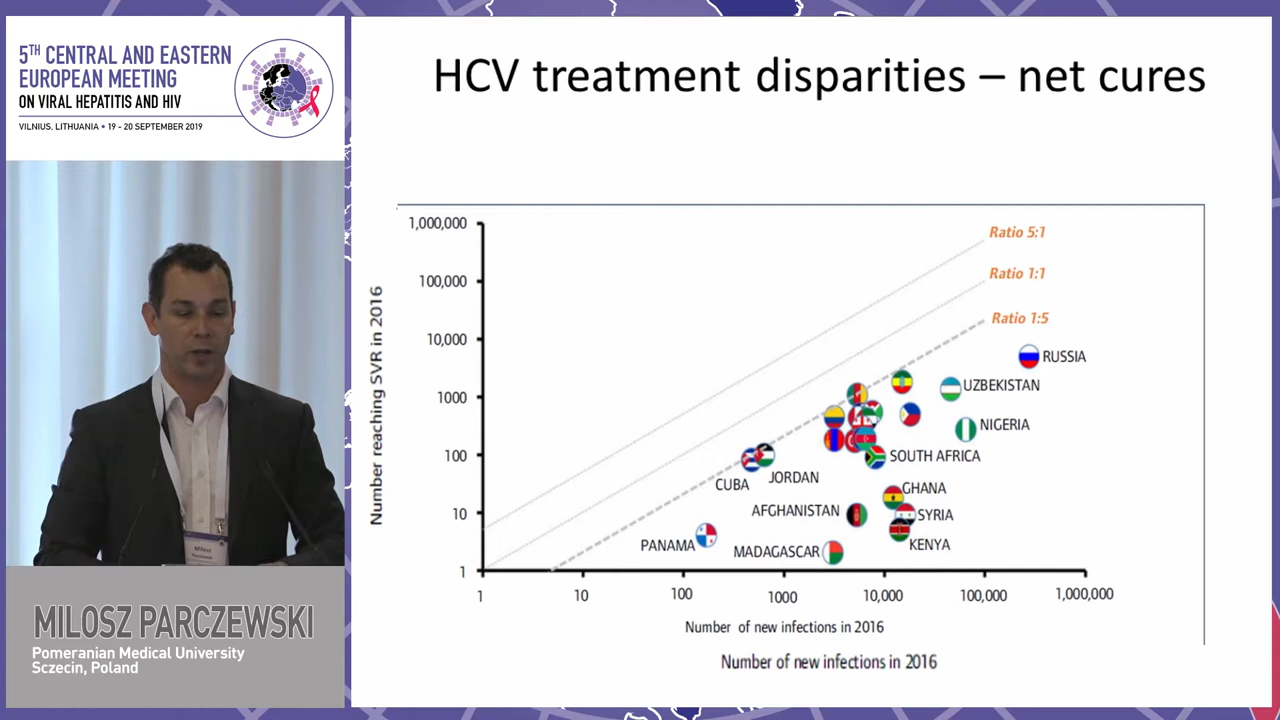 5TH CENTRAL AND EASTERN
EUROPEAN MEETING
ON VIRAL HEPATITIS AND HIV
VILNIUS, LITHUANIA • 19 - 20 SEPTEMBER 2019
HCV treatment disparities – net cures
1,000,000
100,000
10,000
1000
100
10
1
Number reaching SVR in 2016
Ratio 5:1
Ratio 1:1
Ratio 1:5
RUSSIA
UZBEKISTAN
NIGERIA
SOUTH AFRICA
CUBA
JORDAN
GHANA
AFGHANISTAN
SYRIA
PANAMA
MADAGASCAR
KENYA
1
10
100
1000
10,000
100,000
1,000,000
Number of new infections in 2016
Number of new infections in 2016
Milosz
MILOSZ PARCZEWSKI
Pomeranian Medical University
Sczecin, Poland